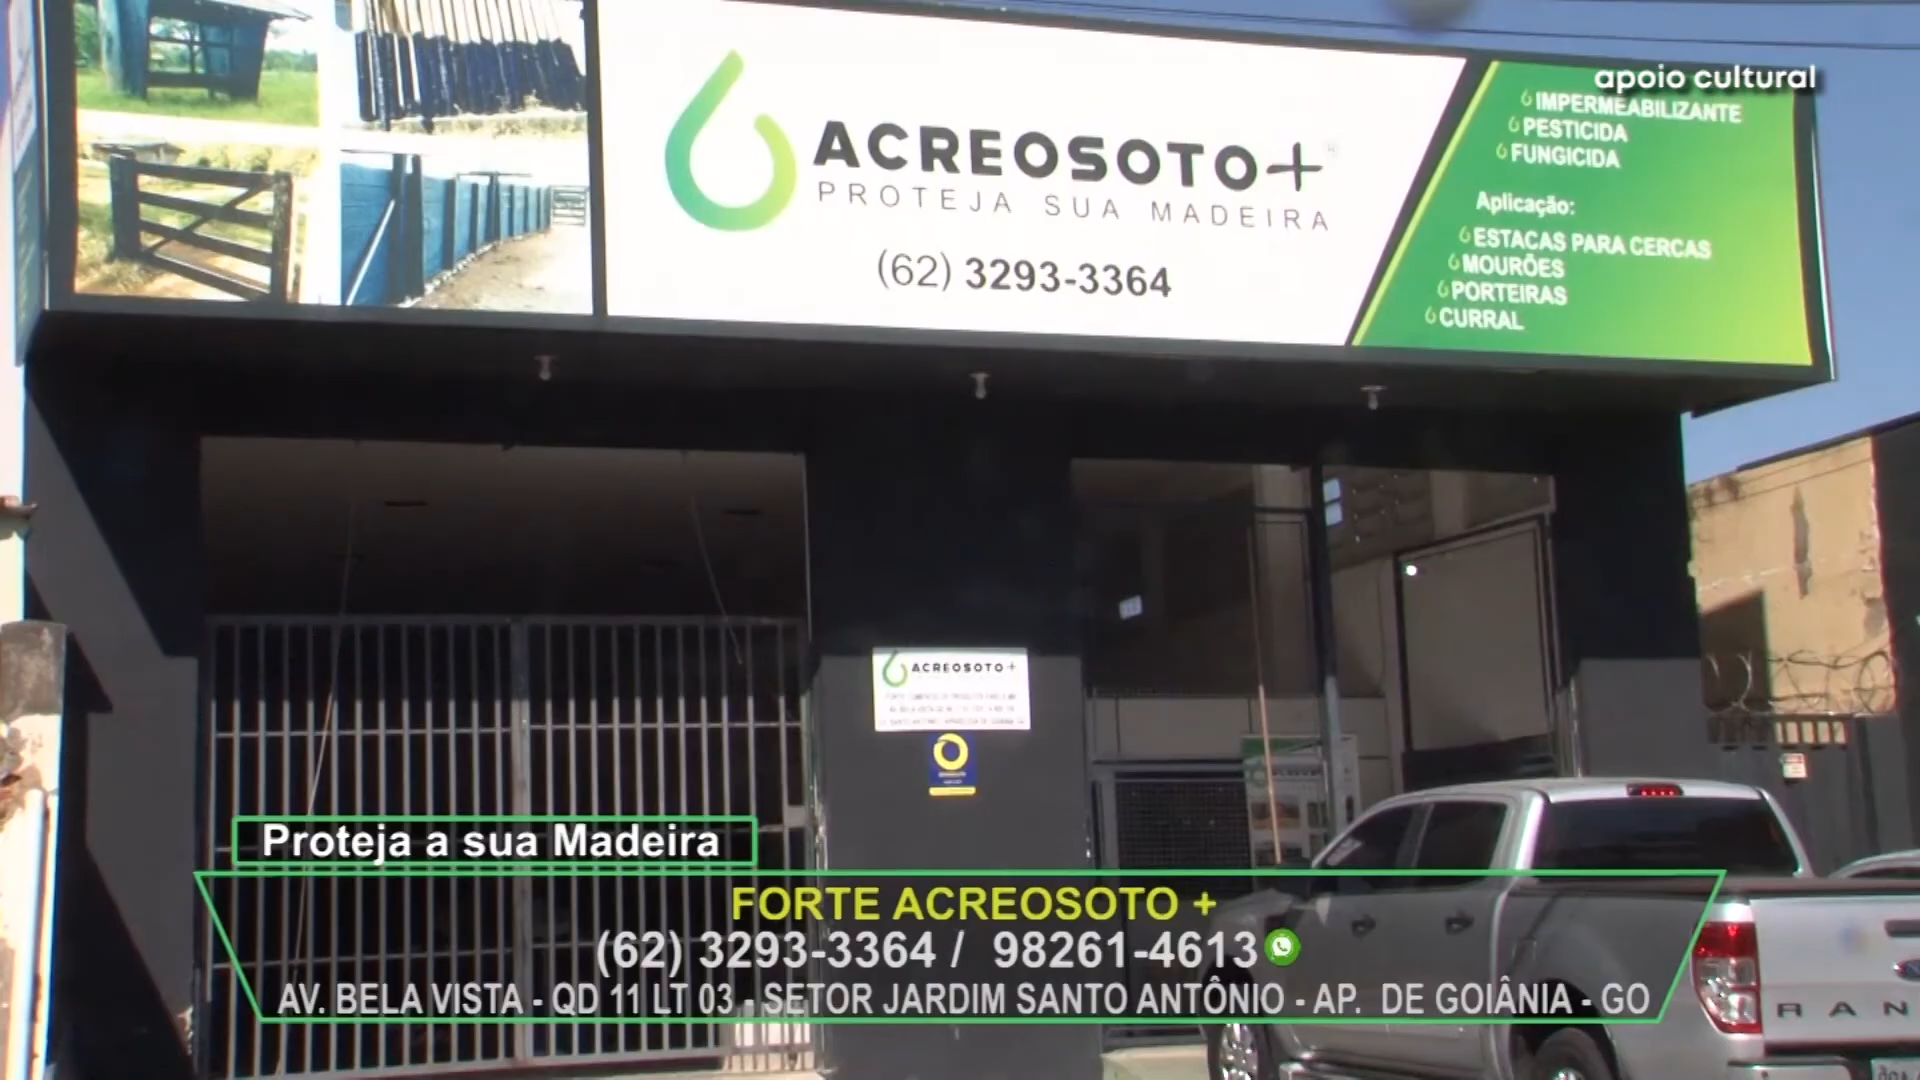 apoio cultural
ACREOSOTO+
PROTEJA SUA MADEIRA
(62) 3293-3364
IMPERMEABILIZANTE
PESTICIDA
FUNGICIDA
Aplicação:
ESTACAS PARA CERCAS
MOURÕES
PORTEIRAS
CURRAL
ACREOSOTO+
Proteja a sua Madeira
FORTE ACREOSOTO +
(62) 3293-3364 / 98261-4613
AV. BELA VISTA - QD 11 LT 03 - SETOR JARDIM SANTO ANTÔNIO - AP. DE GOIÂNIA - GO
RAN